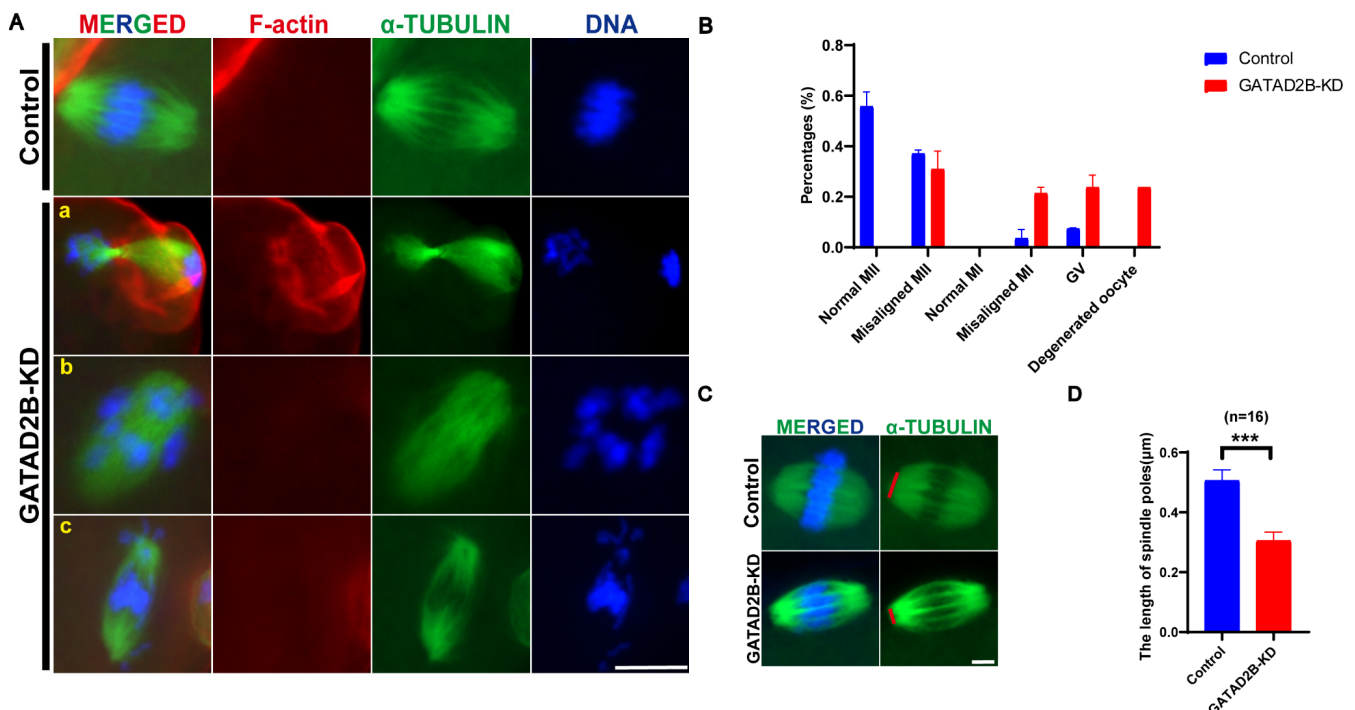 A
MERGED F-actin α-TUBULIN DNA
Control
GATAD2B-KD
a
b
c
B
Percentages (%)
0.8
0.6
0.4
0.2
0.0
Normal MII
Misaligned MII
Normal MI
Misaligned MI
GV
Degenerated oocyte
Control
GATAD2B-KD
C
MERGED α-TUBULIN
Control
GATAD2B-KD
D
(n=16)
***
The length of spindle poles(μm)
0.6
0.4
0.2
0.0
Control
GATAD2B-KD